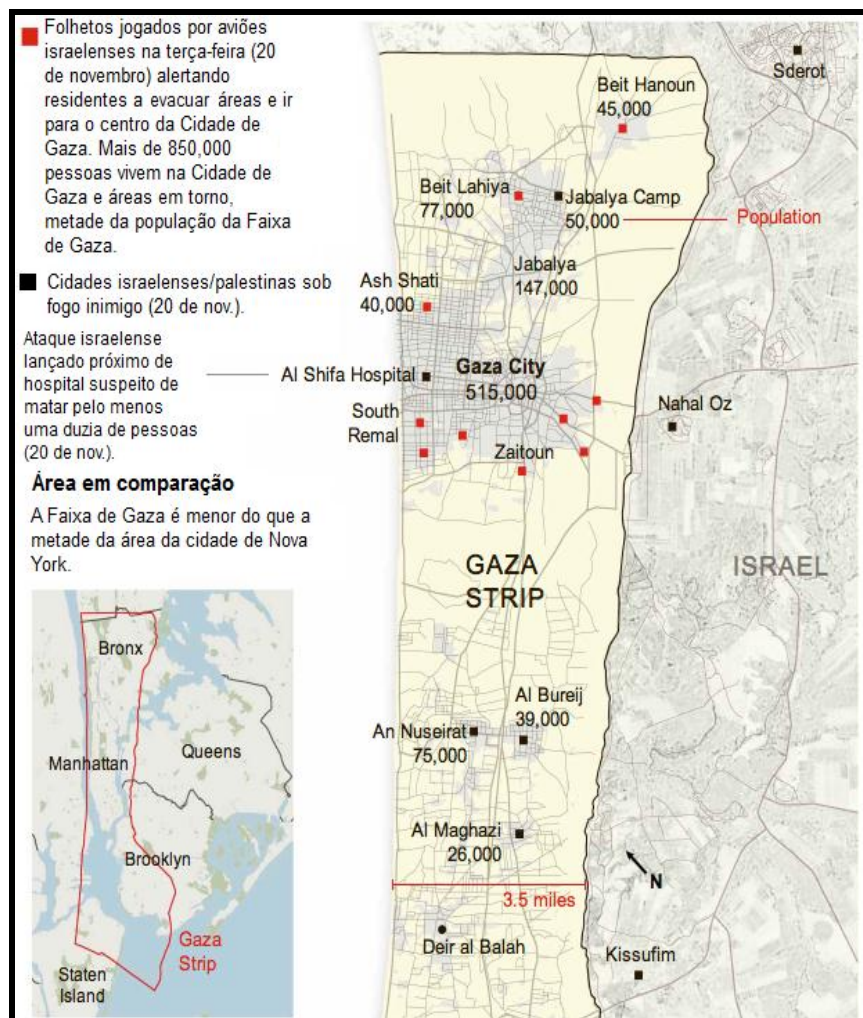 Folhetos jogados por aviões
israelenses na terça-feira (20
de novembro) alertando
residentes a evacuar áreas e ir
para o centro da Cidade de
Gaza. Mais de 850,000
pessoas vivem na Cidade de
Gaza e áreas em torno,
metade da população da Faixa
de Gaza.
Cidades israelenses/palestinas sob
fogo inimigo (20 de nov.).
Ataque israelense
lançado próximo de
hospital suspeito de
matar pelo menos
uma duzia de pessoas
(20 de nov.).
Área em comparação
A Faixa de Gaza é menor do que a
metade da área da cidade de Nova
York.
Bronx
Manhattan
Queens
Brooklyn
Gaza
Strip
Staten
Island
Sderot
Beit Hanoun
45,000
Beit Lahiya
77,000
Jabalya Camp
50,000
Population
Jabalya
147,000
Ash Shati
40,000
Al Shifa Hospital
Gaza City
515,000
Nahal Oz
South
Remal
Zaitoun
GAZA
STRIP
ISRAEL
Al Bureij
39,000
An Nuseirat
75,000
Al Maghazi
26,000
N
3.5 miles
Deir al Balah
Kissufim